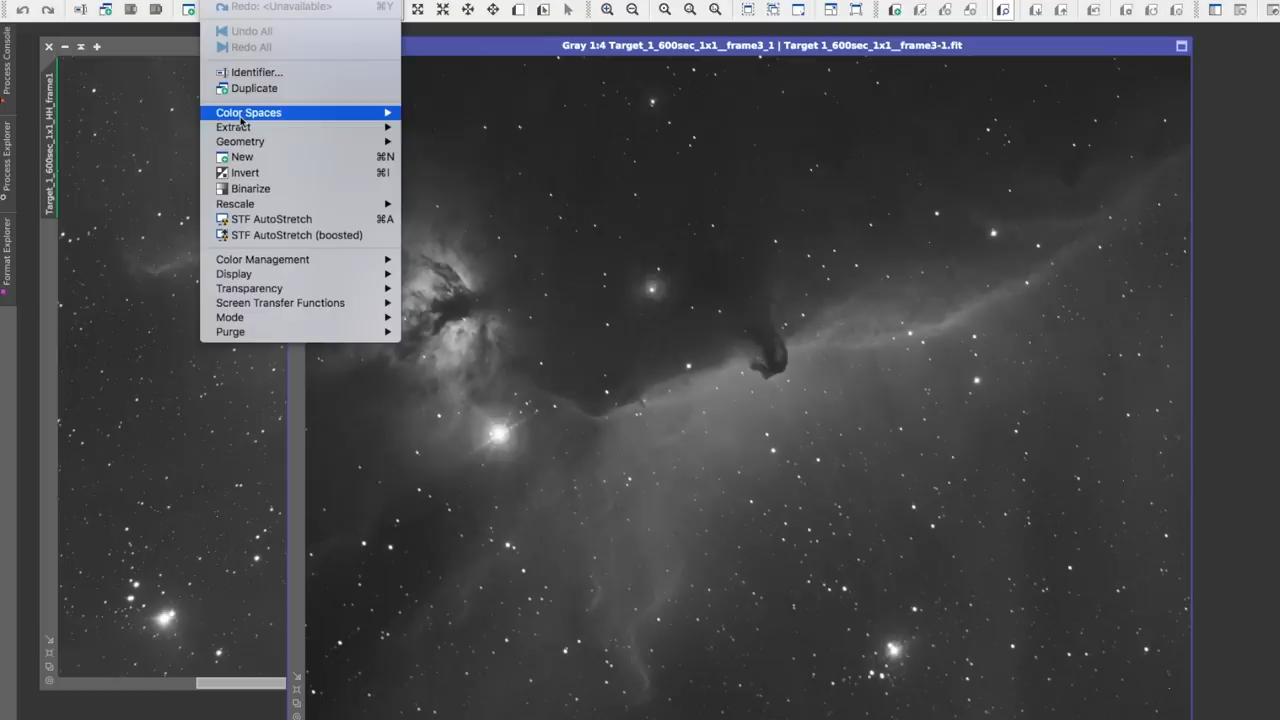 Redo: <Unavailable> ⌘Y
Undo All
Redo All
Identifier...
Duplicate
Color Spaces
Extract
Geometry
New ⌘N
Invert ⌘I
Binarize
Rescale
STF AutoStretch ⌘A
STF AutoStretch (boosted)
Color Management
Display
Transparency
Screen Transfer Functions
Mode
Purge
Gray 1:4 Target_1_600sec_1x1__frame3_1 | Target 1_600sec_1x1__frame3-1.fit
Process Console
Process Explorer
Format Explorer
Target_1_600sec_1x1_HH_frame1